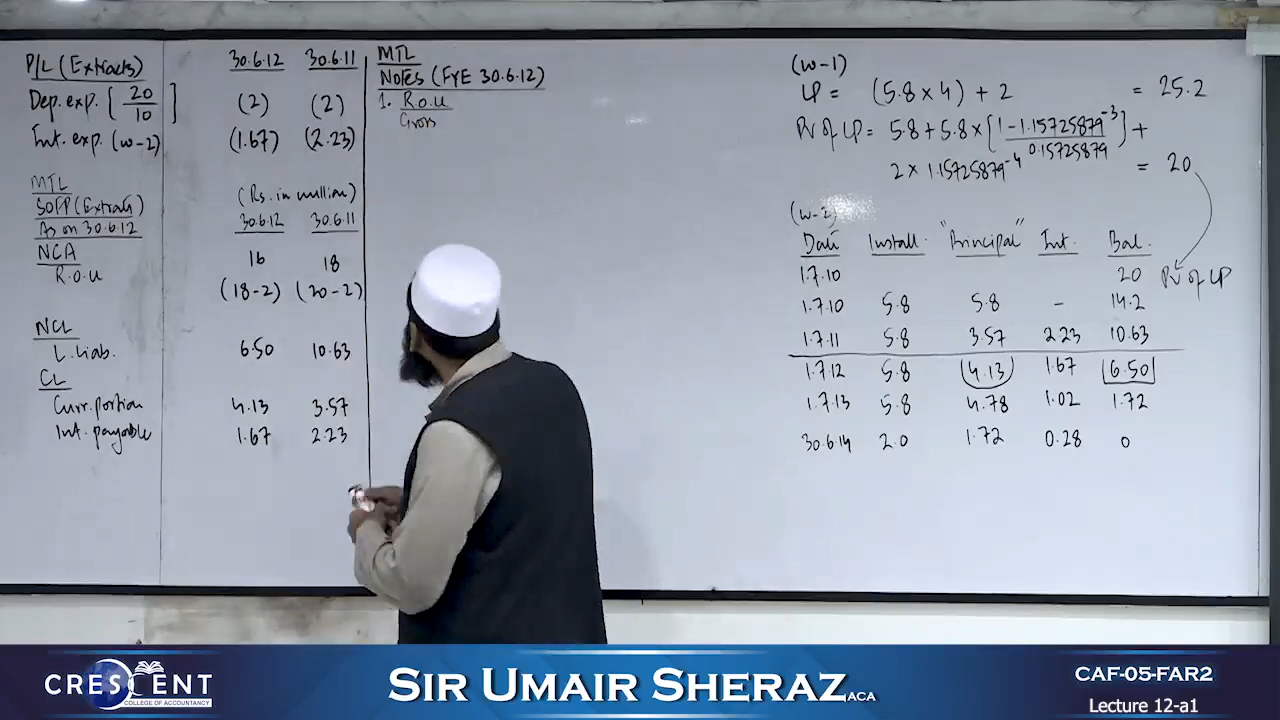 P/L (Extracts) 30.6.12 30.6.11
Dep. exp. [20/10] (2) (2)
Int. exp. (w-2) (1.67) (2.23)
MTL (Rs. in million)
SOFP (Extracts)
As on 30.6.12 30.6.12 30.6.11
NCA
R.o.u 16 18
(18-2) (20-2)
NCL
L. Liab. 6.50 10.63
CL
Curr. portion 4.13 3.57
Int. payable 1.67 2.23
MTL
Notes (FYE 30.6.12)
1. R.o.u
Gross
(w-1)
LP = (5.8 x 4) + 2 = 25.2
PV of LP = 5.8 + 5.8 x [1 - 1.15725879^-3 / 0.15725879] +
2 x 1.15725879^-4 = 20
(w-2)
Date Install. "Principal" Int. Bal.
1.7.10 20 PV of LP
1.7.10 5.8 5.8 - 14.2
1.7.11 5.8 3.57 2.23 10.63
1.7.12 5.8 4.13 1.67 6.50
1.7.13 5.8 4.78 1.02 1.72
30.6.14 2.0 1.72 0.28 0
CRESCENT
COLLEGE OF ACCOUNTANCY
SIR UMAIR SHERAZ, ACA
CAF-05-FAR2
Lecture 12-a1